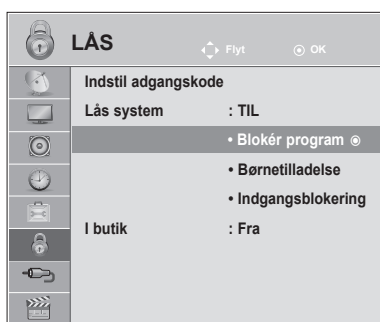 LÅS Flyt OK
Indstil adgangskode
Lås system : TIL
• Blokér program
• Børnetilladelse
• Indgangsblokering
I butik : Fra